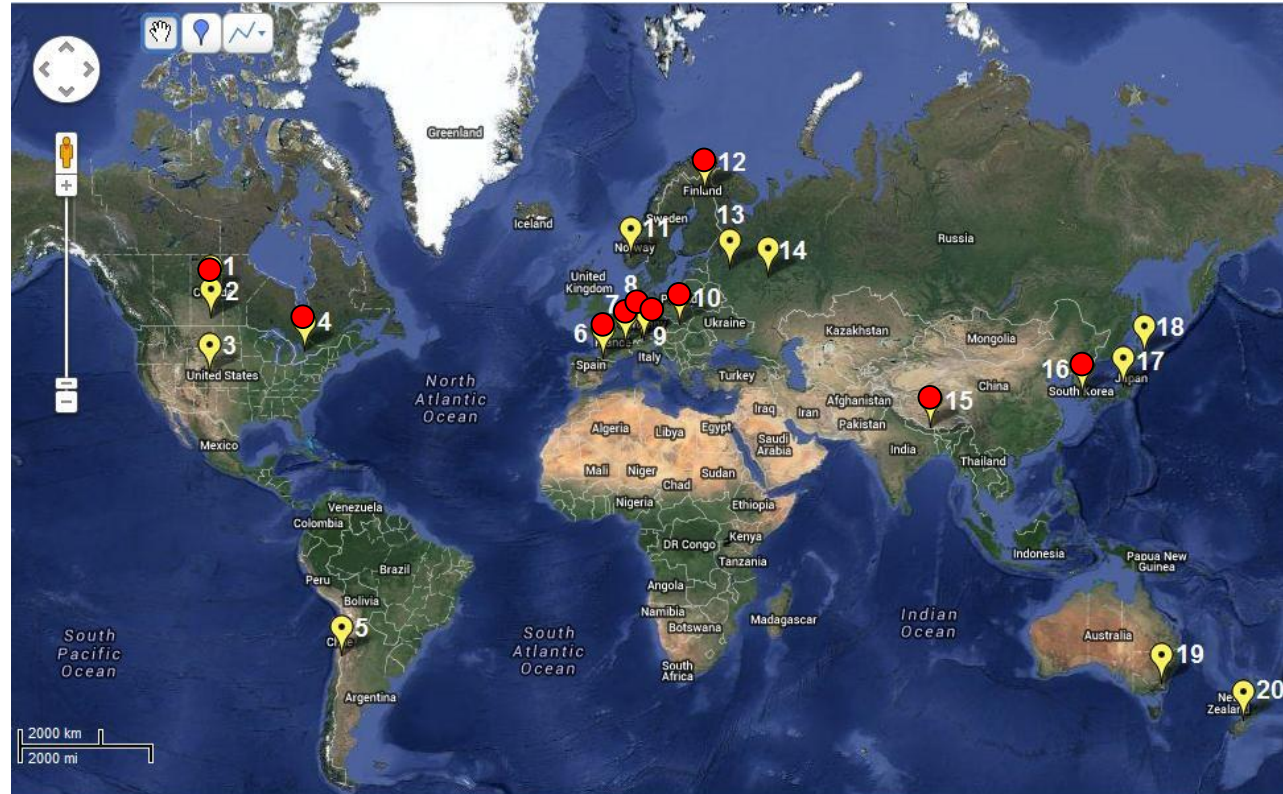 Greenland
12
Finland
Iceland
Sweden
11
Norway
13
14
Russia
United
Kingdom
1
2
8
7
10
4
6
9
Ukraine
Kazakhstan
Mongolia
18
3
United States
Spain
Italy
Turkey
16
South Korea
17
Japan
China
North
Atlantic
Ocean
Afghanistan
15
Iraq
Iran
Pakistan
Mexico
Algeria
Libya
Egypt
Saudi
Arabia
India
Thailand
Mali
Niger
Chad
Sudan
Nigeria
Ethiopia
Venezuela
Colombia
DR Congo
Kenya
Tanzania
Indonesia
Papua New
Guinea
Peru
Brazil
Bolivia
Angola
Namibia
Botswana
Madagascar
Indian
Ocean
5
Chile
South
Pacific
Ocean
South
Atlantic
Ocean
South
Africa
Australia
19
Argentina
New
Zealand
20
2000 km
2000 mi